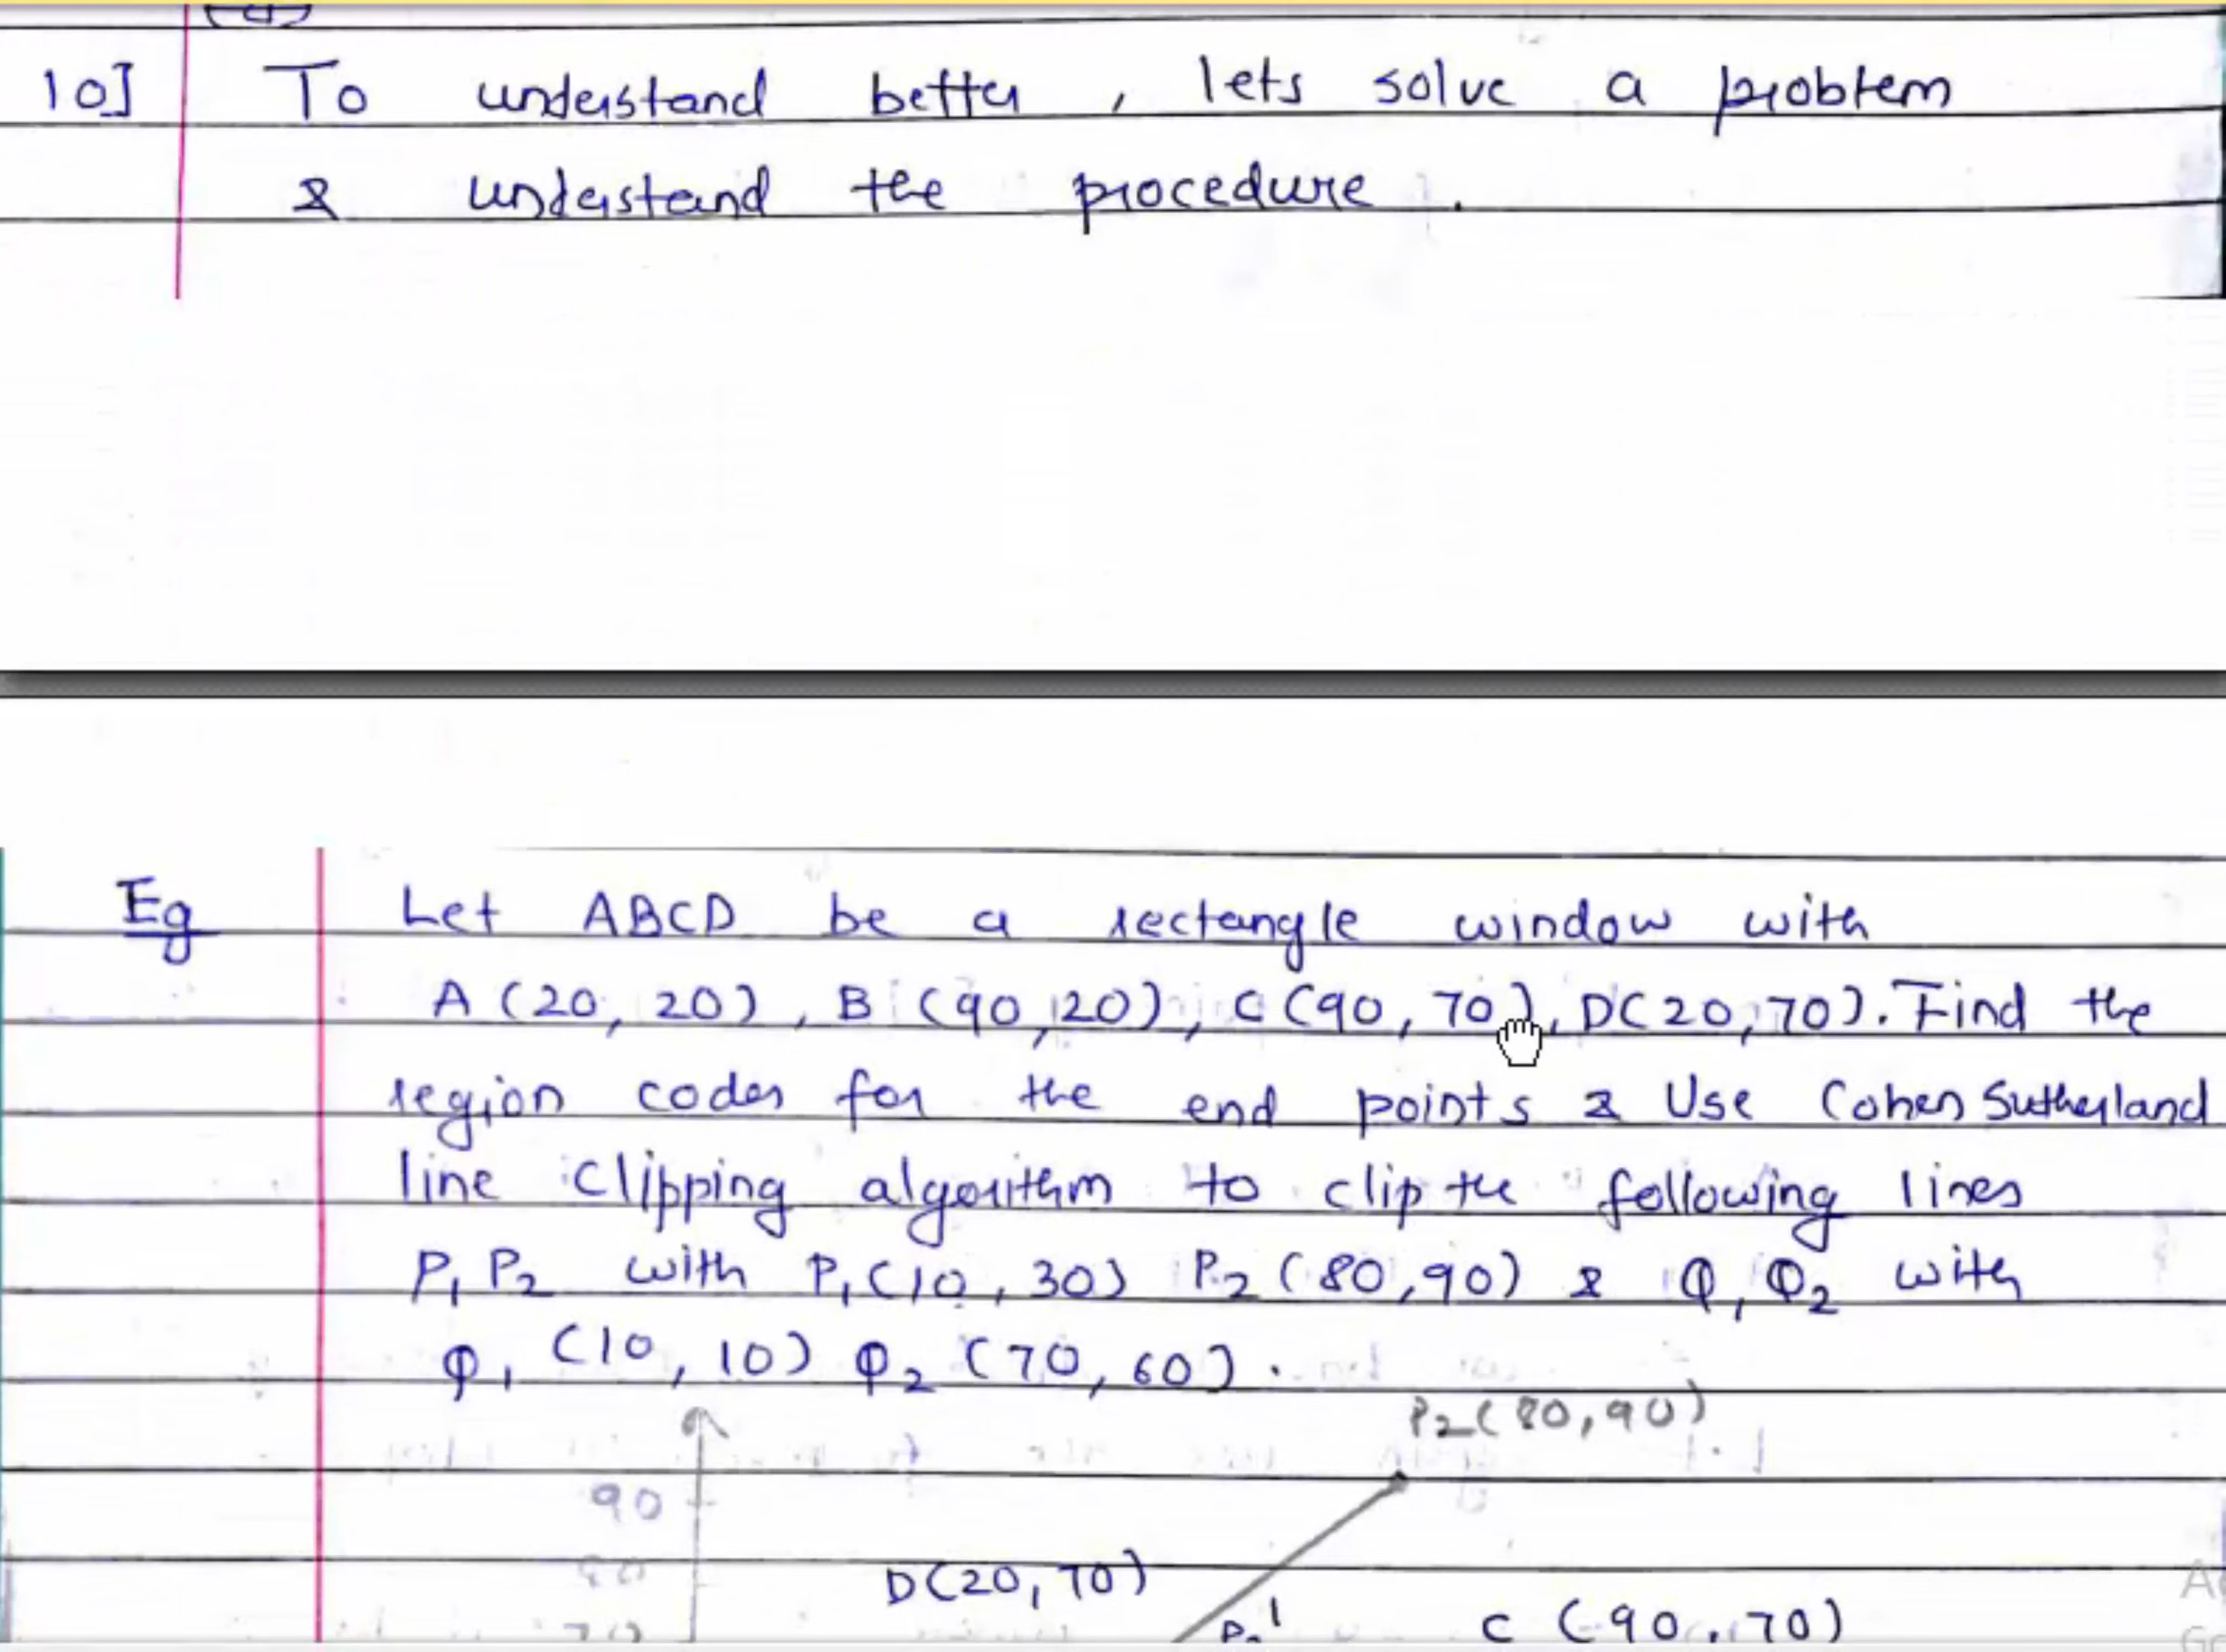 10] To understand better, lets solve a problem
& understand the procedure.
Eg Let ABCD be a rectangle window with
A (20, 20), B (90, 20), C (90, 70), D(20, 70). Find the
region codes for the end points & Use Cohen Sutherland
line clipping algorithm to clip the following lines
P₁ P₂ with P₁(10, 30) P₂ (80, 90) & Q₁ Q₂ with
Q₁ (10, 10) Q₂ (70, 60).
P₂(80, 90)
90
80
D(20, 70)
70
C (90, 70)